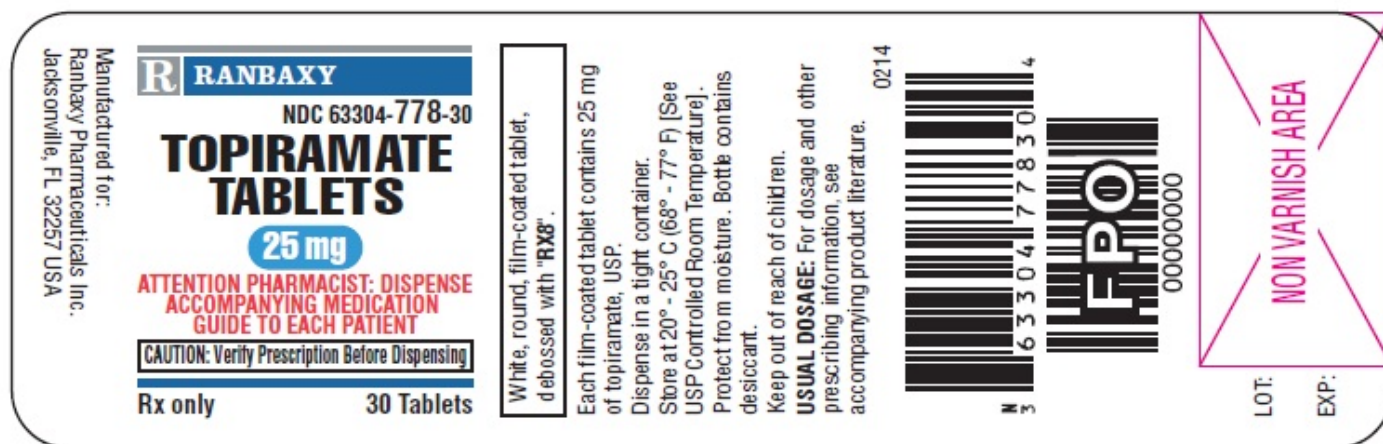 Manufactured for:
Ranbaxy Pharmaceuticals Inc.
Jacksonville, FL 32257 USA
R RANBAXY
NDC 63304-778-30
TOPIRAMATE
TABLETS
25 mg
ATTENTION PHARMACIST: DISPENSE
ACCOMPANYING MEDICATION
GUIDE TO EACH PATIENT
CAUTION: Verify Prescription Before Dispensing
Rx only 30 Tablets
White, round, film-coated tablet,
debossed with "RX8".
Each film-coated tablet contains 25 mg
of topiramate, USP.
Dispense in a tight container.
Store at 20° - 25° C (68° - 77° F) [See
USP Controlled Room Temperature].
Protect from moisture. Bottle contains
desiccant.
Keep out of reach of children.
USUAL DOSAGE: For dosage and other
prescribing information, see
accompanying product literature.
0214
N
3 63304 77830 4
FPO
00000000
NON VARNISH AREA
LOT:
EXP: